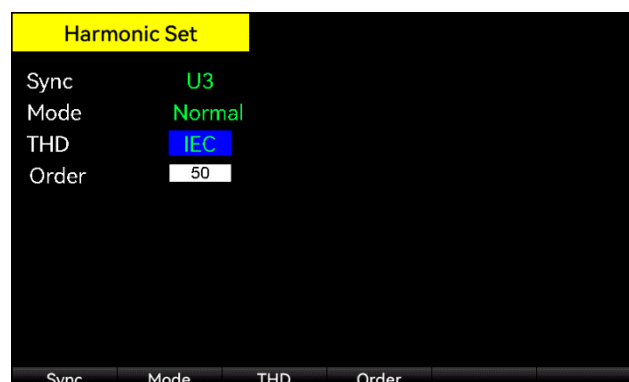 Harmonic Set
Sync U3
Mode Normal
THD IEC
Order 50
Sync Mode THD Order